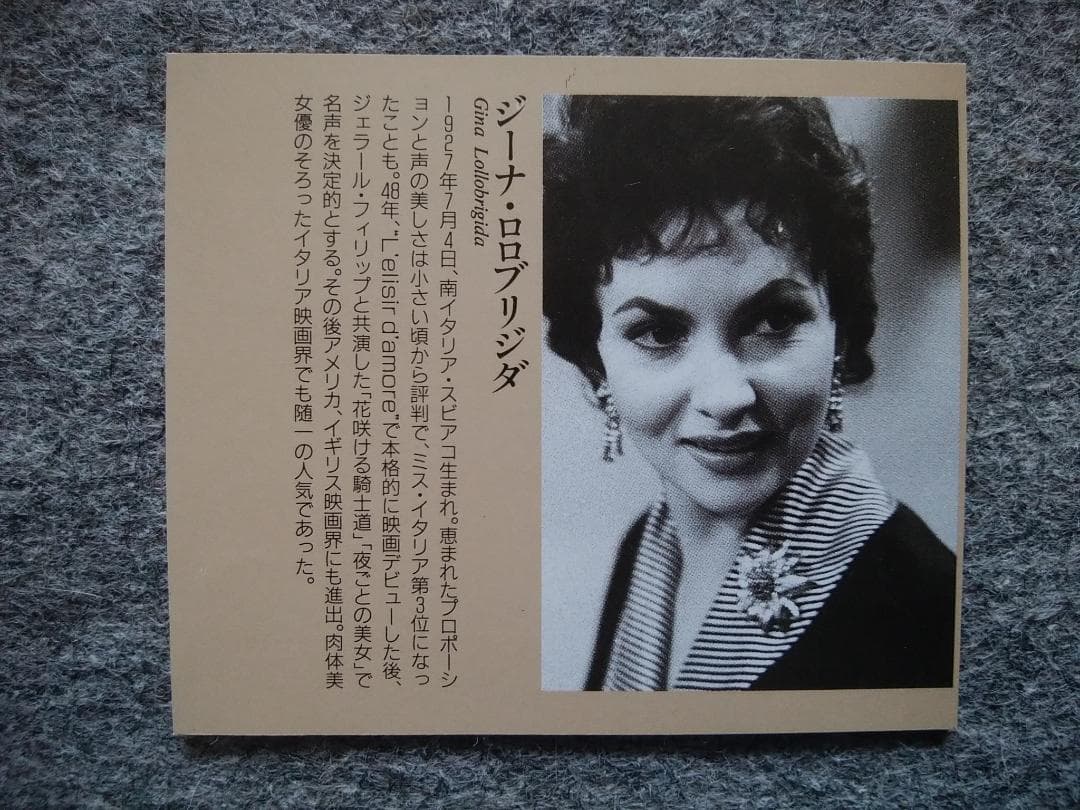 ジーナ・ロロブリジダ
Gina Lollobrigida
1927年7月4日、南イタリア・スビアコ生まれ。恵まれたプロポーシ
ョンと声の美しさは小さい頃から評判で、ミス・イタリア第3位になっ
たことも。48年、"L'elisir d'amore"で本格的に映画デビューした後、
ジェラール・フィリップと共演した「花咲ける騎士道」「夜ごとの美女」で
名声を決定的とする。その後アメリカ、イギリス映画界にも進出。肉体美
女優のそろったイタリア映画界でも随一の人気であった。